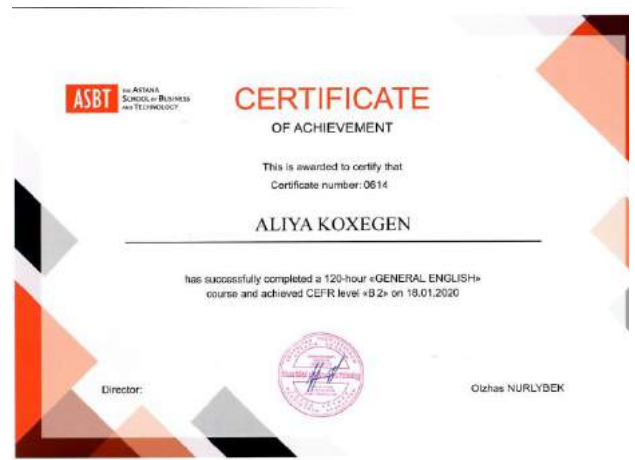 ASBT
THE ASTANA
SCHOOL OF BUSINESS
AND TECHNOLOGY
CERTIFICATE
OF ACHIEVEMENT
This is awarded to certify that
Certificate number: 0614
ALIYA KOXEGEN
has successfully completed a 120-hour «GENERAL ENGLISH»
course and achieved CEFR level «B 2» on 18.01.2020
Director:
Olzhas NURLYBEK